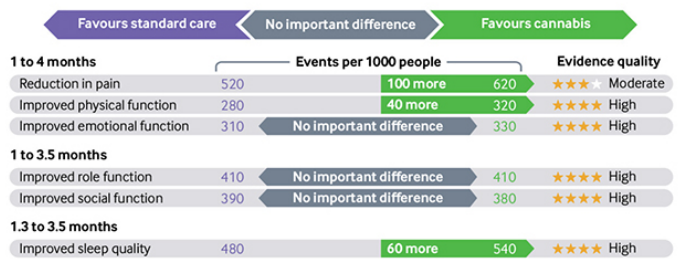 Favours standard care No important difference Favours cannabis
1 to 4 months Events per 1000 people Evidence quality
Reduction in pain 520 100 more 620 Moderate
Improved physical function 280 40 more 320 High
Improved emotional function 310 No important difference 330 High
1 to 3.5 months
Improved role function 410 No important difference 410 High
Improved social function 390 No important difference 380 High
1.3 to 3.5 months
Improved sleep quality 480 60 more 540 High